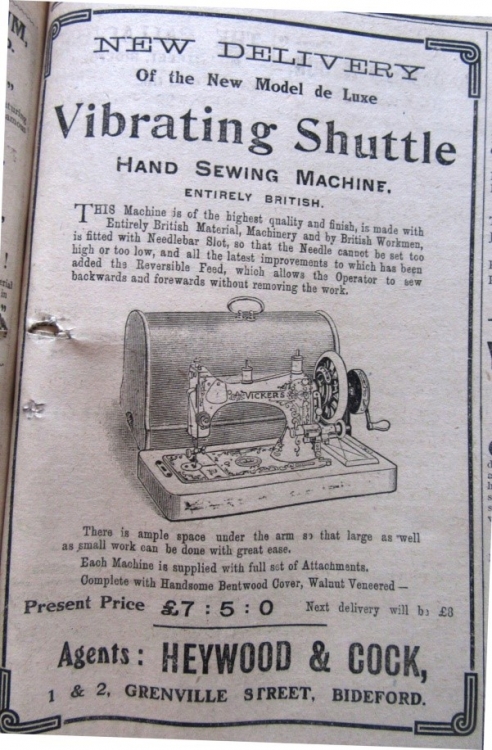 NEW DELIVERY
Of the New Model de Luxe
Vibrating Shuttle
HAND SEWING MACHINE,
ENTIRELY BRITISH.
THIS Machine is of the highest quality and finish, is made with
Entirely British Material, Machinery and by British Workmen,
is fitted with Needlebar Slot, so that the Needle cannot be set too
high or too low, and all the latest improvements to which has been
added ths Reversible Feed, which allows the Operator to sew
backwards and forewards without removing the work.
VICKERS
There is ample space under the arm so that large as well
as small work can be done with great ease.
Each Machine is supplied with full set of Attachments.
Complete with Handsome Bentwood Cover, Walnut Veneered —
Present Price £7 : 5 : 0 Next delivery will be £8
Agents: HEYWOOD & COCK,
1 & 2, GRENVILLE STREET, BIDEFORD.